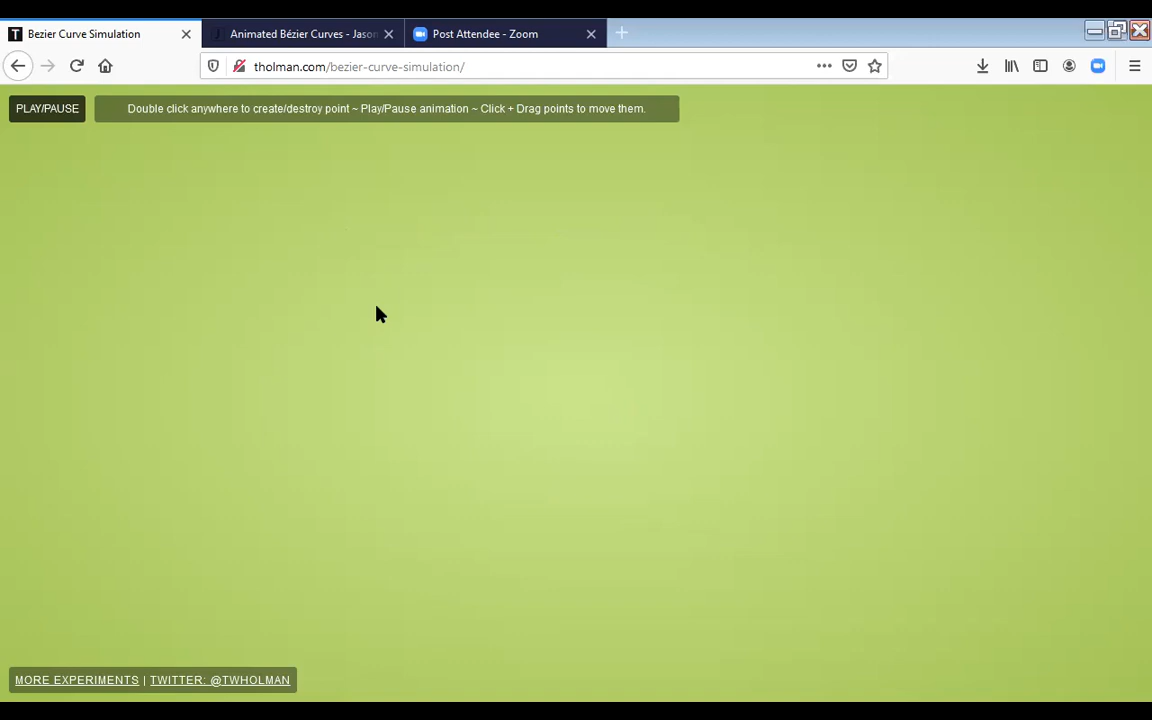 Bezier Curve Simulation
Animated Bézier Curves - Jason
Post Attendee - Zoom
tholman.com/bezier-curve-simulation/
PLAY/PAUSE
Double click anywhere to create/destroy point ~ Play/Pause animation ~ Click + Drag points to move them.
MORE EXPERIMENTS | TWITTER: @TWHOLMAN